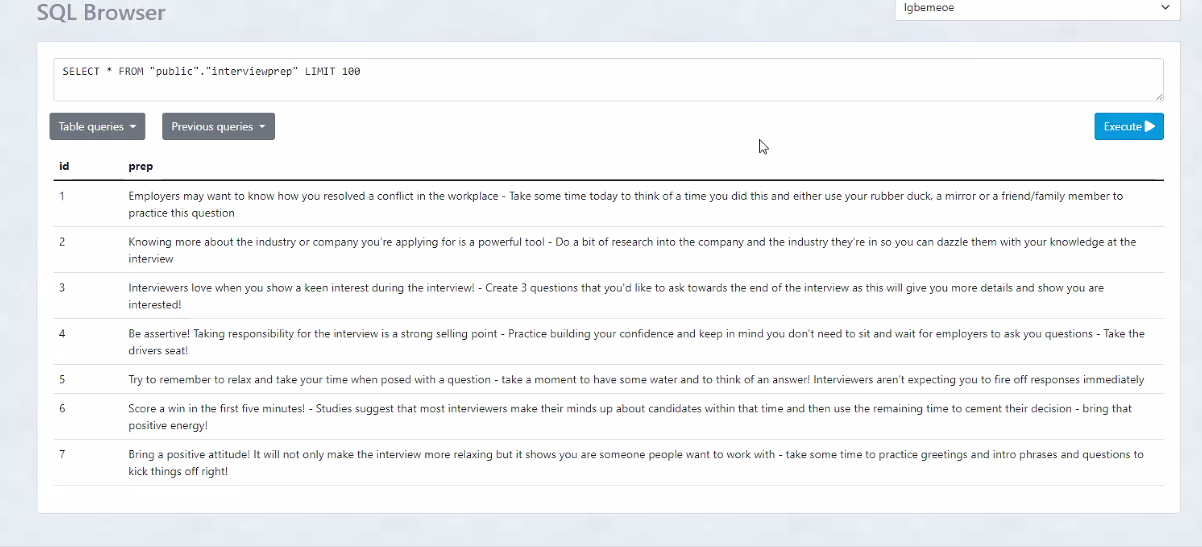 SQL Browser
Igbemeoe
SELECT * FROM "public"."interviewprep" LIMIT 100
Table queries
Previous queries
Execute
id prep
1 Employers may want to know how you resolved a conflict in the workplace - Take some time today to think of a time you did this and either use your rubber duck, a mirror or a friend/family member to
practice this question
2 Knowing more about the industry or company you're applying for is a powerful tool - Do a bit of research into the company and the industry they're in so you can dazzle them with your knowledge at the
interview
3 Interviewers love when you show a keen interest during the interview! - Create 3 questions that you'd like to ask towards the end of the interview as this will give you more details and show you are
interested!
4 Be assertive! Taking responsibility for the interview is a strong selling point - Practice building your confidence and keep in mind you don't need to sit and wait for employers to ask you questions - Take the
drivers seat!
5 Try to remember to relax and take your time when posed with a question - take a moment to have some water and to think of an answer! Interviewers aren't expecting you to fire off responses immediately
6 Score a win in the first five minutes! - Studies suggest that most interviewers make their minds up about candidates within that time and then use the remaining time to cement their decision - bring that
positive energy!
7 Bring a positive attitude! It will not only make the interview more relaxing but it shows you are someone people want to work with - take some time to practice greetings and intro phrases and questions to
kick things off right!